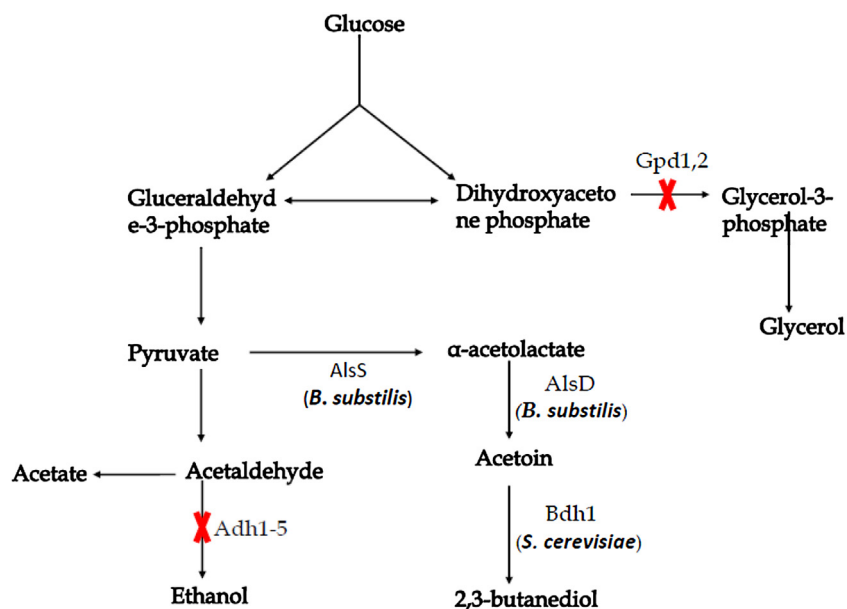 Glucose
Gpd1,2
Gluceraldehyd
e-3-phosphate
Dihydroxyaceto
ne phosphate
Glycerol-3-
phosphate
Glycerol
Pyruvate
α-acetolactate
AlsS
(B. substilis)
AlsD
(B. substilis)
Acetate
Acetaldehyde
Acetoin
Adh1-5
Bdh1
(S. cerevisiae)
Ethanol
2,3-butanediol